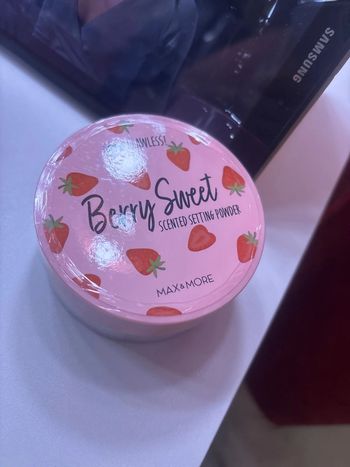 SAMSUNG
Berry Sweet
SCENTED SETTING POWDER
MAX & MORE